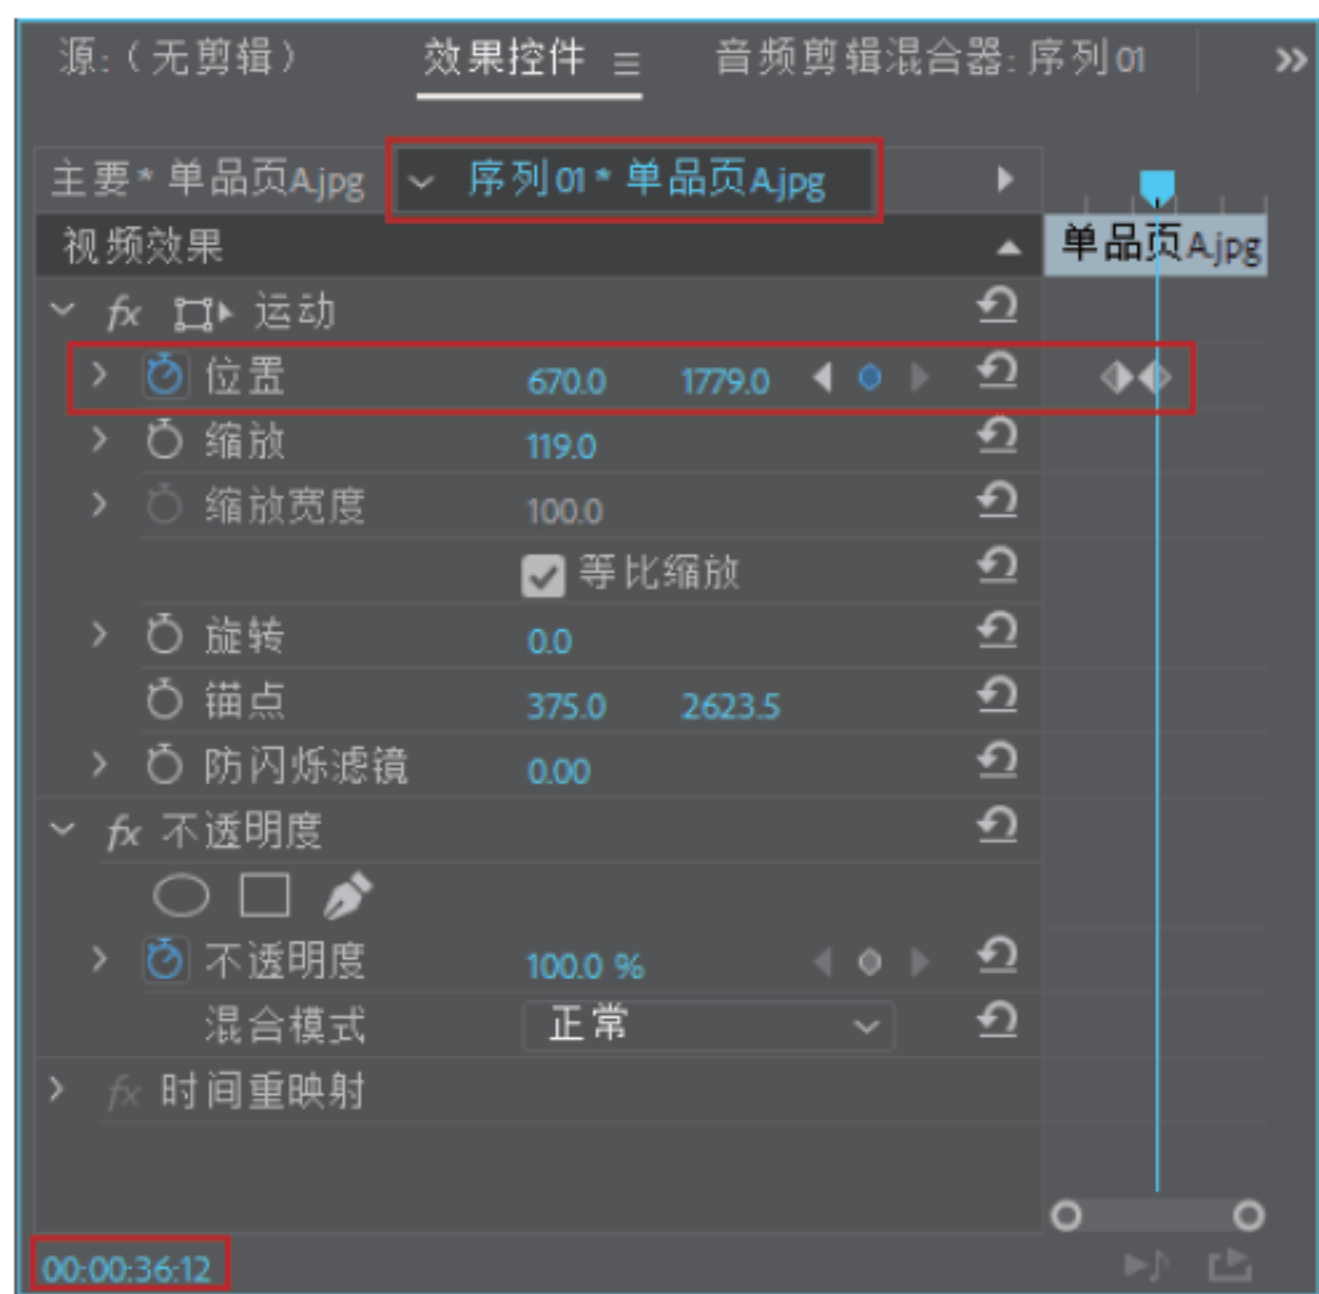 源:（无剪辑） 效果控件 音频剪辑混合器: 序列 01
主要* 单品页A.jpg 序列 01 * 单品页A.jpg
视频效果 单品页A.jpg
fx 运动
位置 670.0 1779.0
缩放 119.0
缩放宽度 100.0
等比缩放
旋转 0.0
锚点 375.0 2623.5
防闪烁滤镜 0.00
fx 不透明度
不透明度 100.0 %
混合模式 正常
fx 时间重映射
00:00:36:12